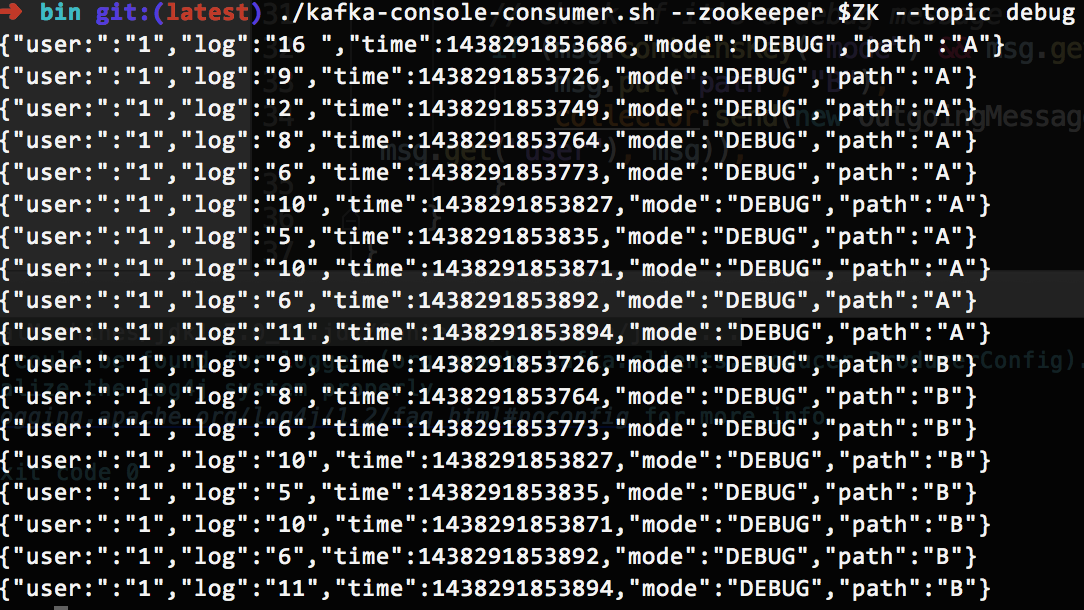 ➜ bin git:(latest) ./kafka-console-consumer.sh --zookeeper $ZK --topic debug
{"user:":"1","log":"16 ","time":1438291853686,"mode":"DEBUG","path":"A"}
{"user:":"1","log":"9","time":1438291853726,"mode":"DEBUG","path":"A"}
{"user:":"1","log":"2","time":1438291853749,"mode":"DEBUG","path":"A"}
{"user:":"1","log":"8","time":1438291853764,"mode":"DEBUG","path":"A"}
{"user:":"1","log":"6","time":1438291853773,"mode":"DEBUG","path":"A"}
{"user:":"1","log":"10","time":1438291853827,"mode":"DEBUG","path":"A"}
{"user:":"1","log":"5","time":1438291853835,"mode":"DEBUG","path":"A"}
{"user:":"1","log":"10","time":1438291853871,"mode":"DEBUG","path":"A"}
{"user:":"1","log":"6","time":1438291853892,"mode":"DEBUG","path":"A"}
{"user:":"1","log":"11","time":1438291853894,"mode":"DEBUG","path":"A"}
{"user:":"1","log":"9","time":1438291853726,"mode":"DEBUG","path":"B"}
{"user:":"1","log":"8","time":1438291853764,"mode":"DEBUG","path":"B"}
{"user:":"1","log":"6","time":1438291853773,"mode":"DEBUG","path":"B"}
{"user:":"1","log":"10","time":1438291853827,"mode":"DEBUG","path":"B"}
{"user:":"1","log":"5","time":1438291853835,"mode":"DEBUG","path":"B"}
{"user:":"1","log":"10","time":1438291853871,"mode":"DEBUG","path":"B"}
{"user:":"1","log":"6","time":1438291853892,"mode":"DEBUG","path":"B"}
{"user:":"1","log":"11","time":1438291853894,"mode":"DEBUG","path":"B"}